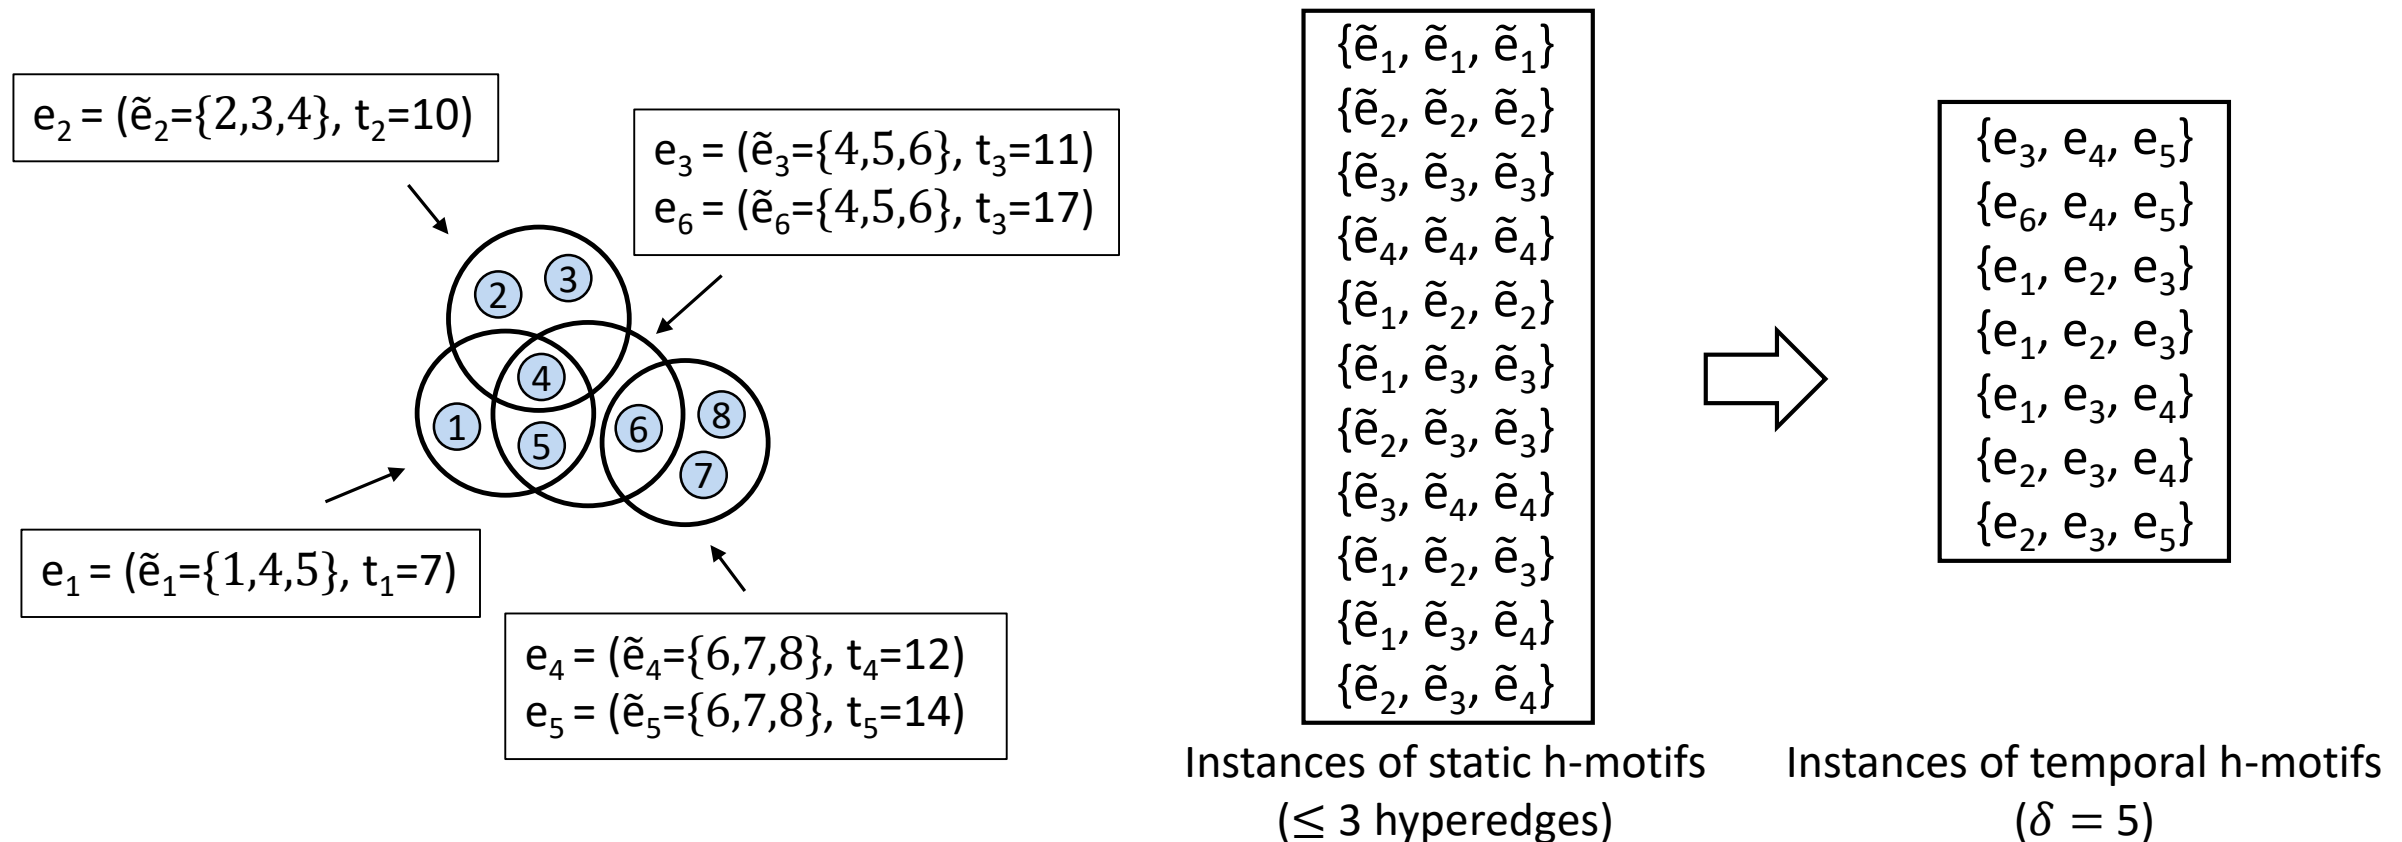 e₂ = (ẽ₂={2,3,4}, t₂=10)
e₃ = (ẽ₃={4,5,6}, t₃=11)
e₆ = (ẽ₆={4,5,6}, t₃=17)
2
3
4
1
5
6
8
7
e₁ = (ẽ₁={1,4,5}, t₁=7)
e₄ = (ẽ₄={6,7,8}, t₄=12)
e₅ = (ẽ₅={6,7,8}, t₅=14)
{ẽ₁, ẽ₁, ẽ₁}
{ẽ₂, ẽ₂, ẽ₂}
{ẽ₃, ẽ₃, ẽ₃}
{ẽ₄, ẽ₄, ẽ₄}
{ẽ₁, ẽ₂, ẽ₂}
{ẽ₁, ẽ₃, ẽ₃}
{ẽ₂, ẽ₃, ẽ₃}
{ẽ₃, ẽ₄, ẽ₄}
{ẽ₁, ẽ₂, ẽ₃}
{ẽ₁, ẽ₃, ẽ₄}
{ẽ₂, ẽ₃, ẽ₄}
Instances of static h-motifs
(≤ 3 hyperedges)
{e₃, e₄, e₅}
{e₆, e₄, e₅}
{e₁, e₂, e₃}
{e₁, e₂, e₃}
{e₁, e₃, e₄}
{e₂, e₃, e₄}
{e₂, e₃, e₅}
Instances of temporal h-motifs
(δ = 5)